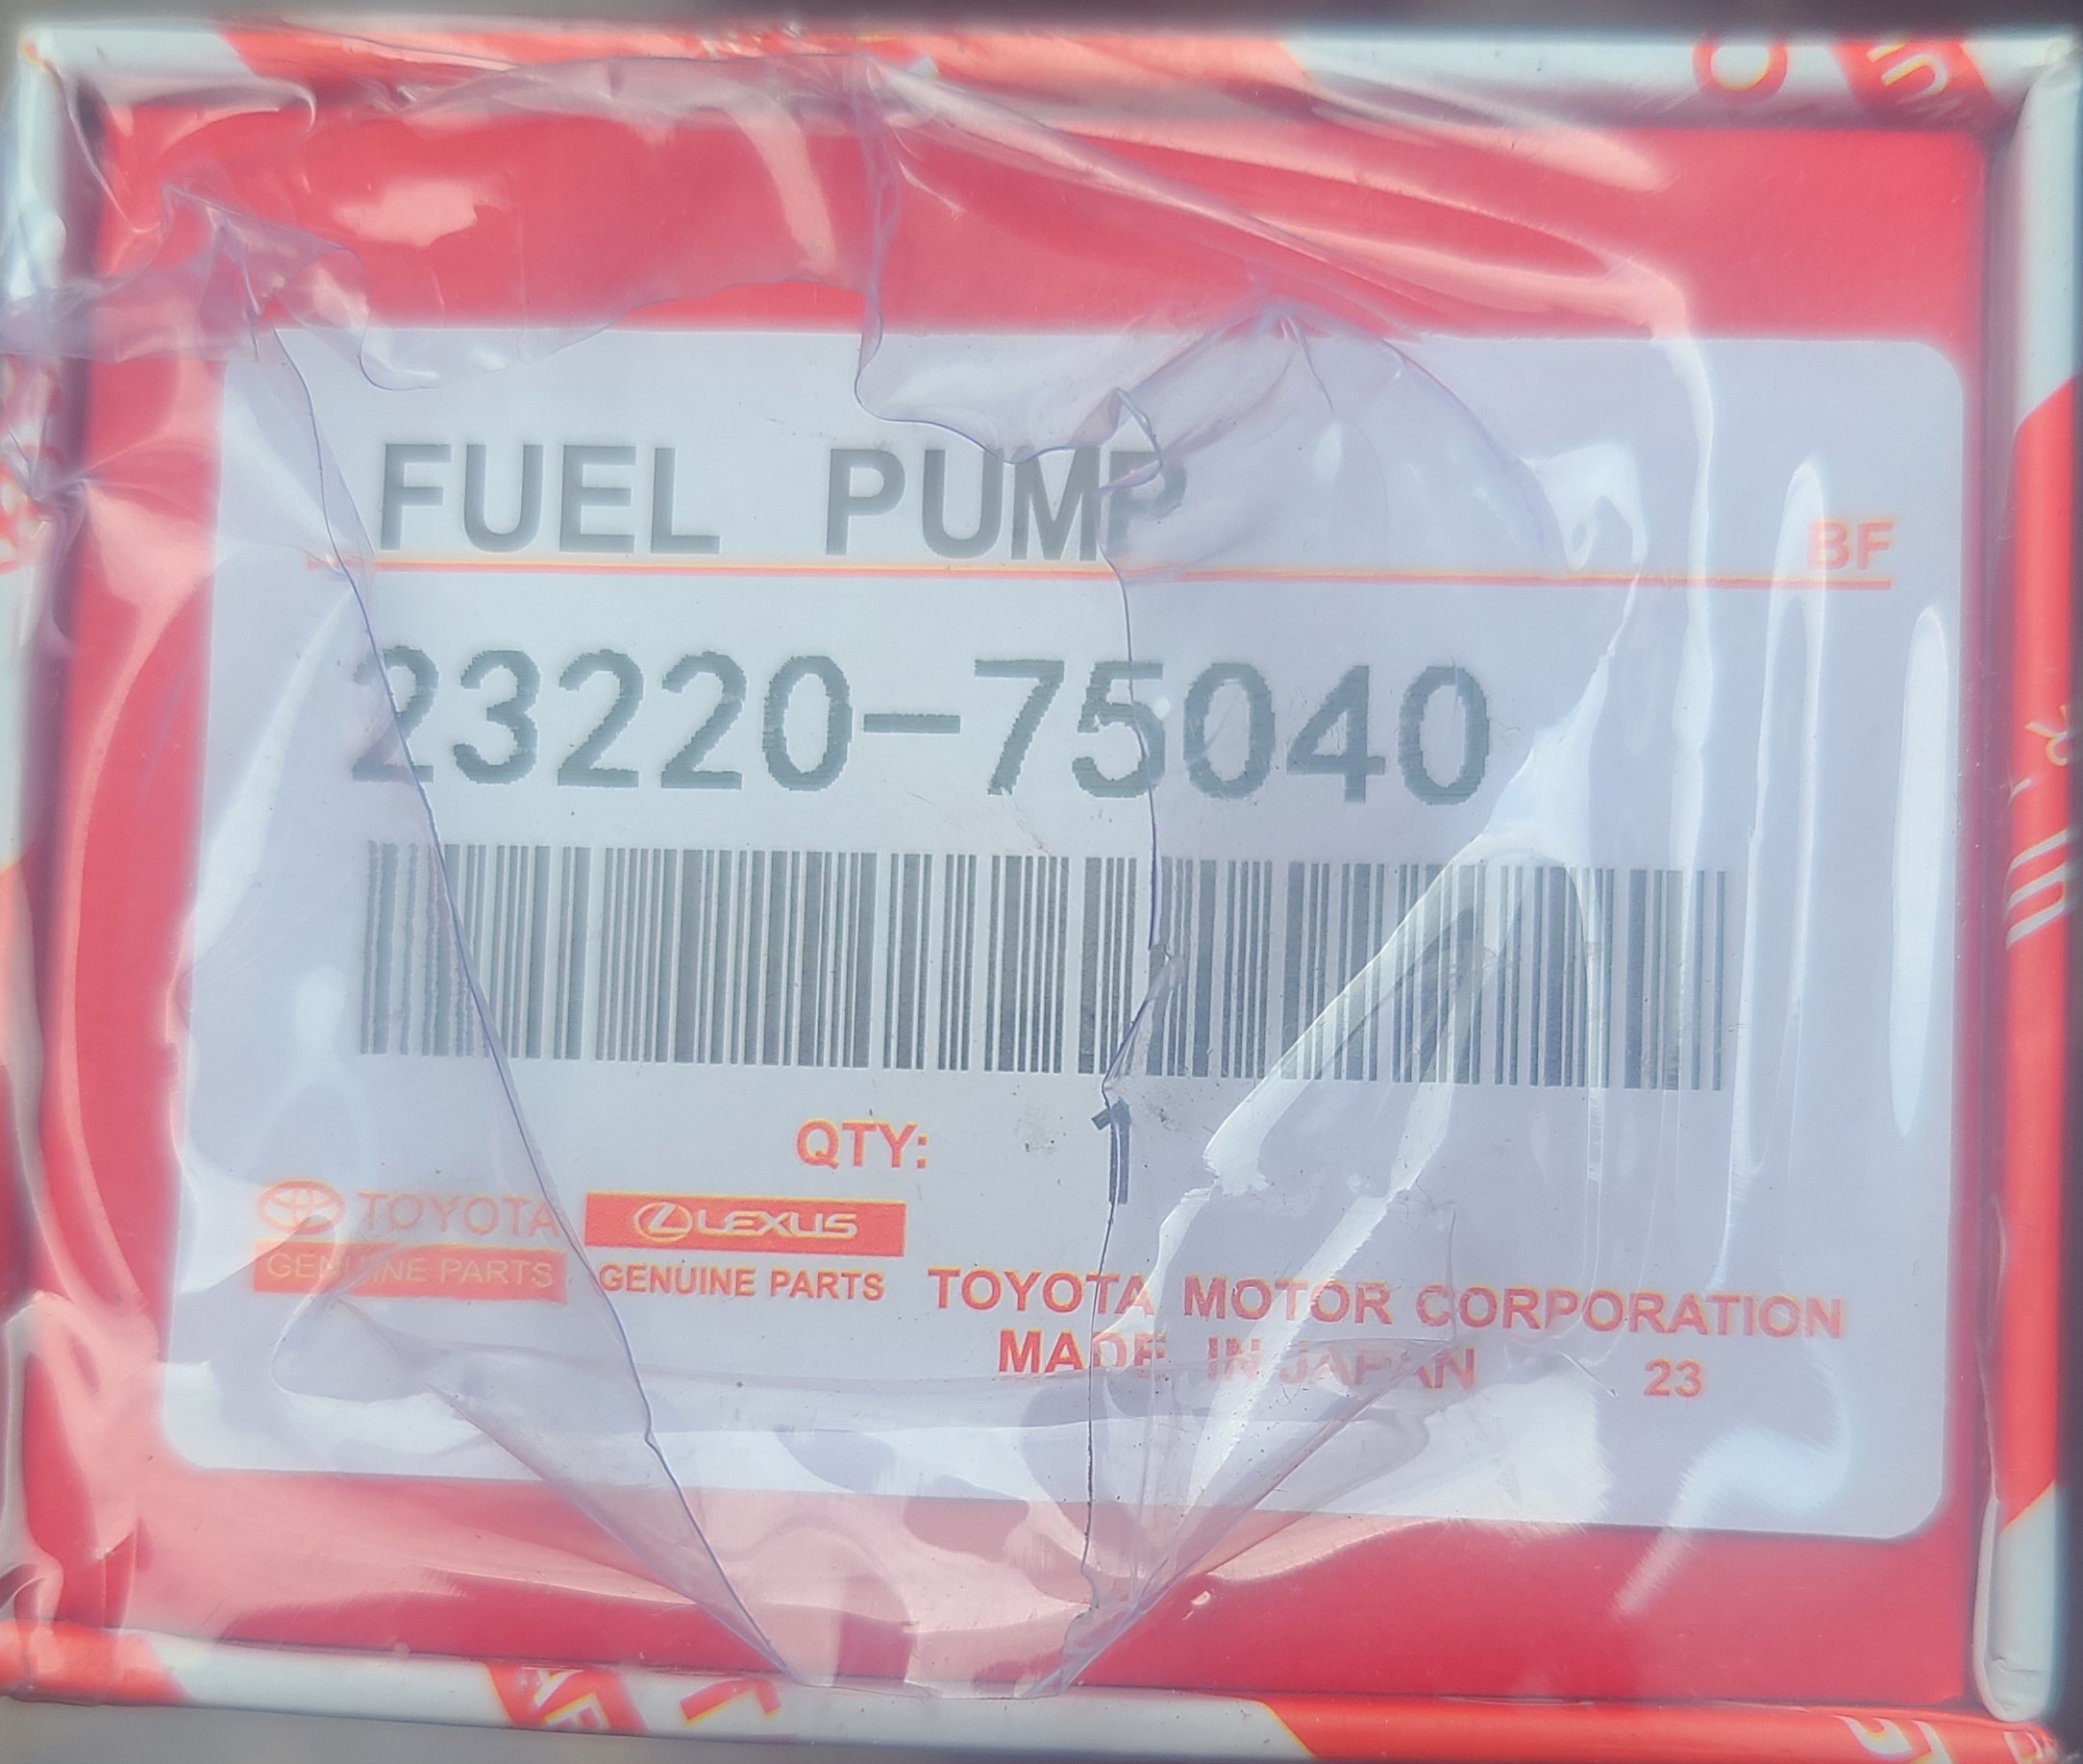 FUEL PUMP
BF
23220-75040
QTY: 1
TOYOTA
GENUINE PARTS
LEXUS
GENUINE PARTS
TOYOTA MOTOR CORPORATION
MADE IN JAPAN 23